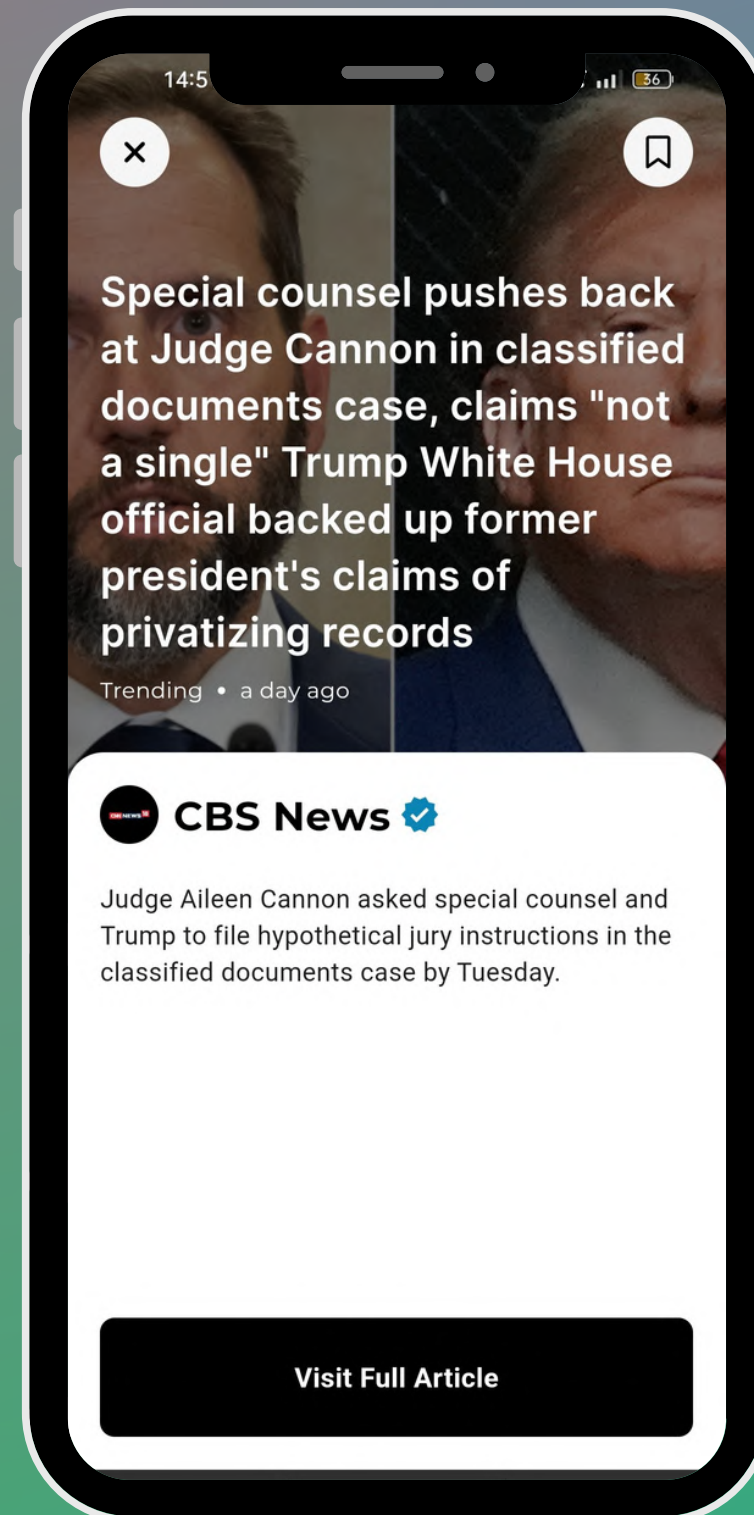 14:5
36
Special counsel pushes back
at Judge Cannon in classified
documents case, claims "not
a single" Trump White House
official backed up former
president's claims of
privatizing records
Trending • a day ago
CBS News
Judge Aileen Cannon asked special counsel and
Trump to file hypothetical jury instructions in the
classified documents case by Tuesday.
Visit Full Article